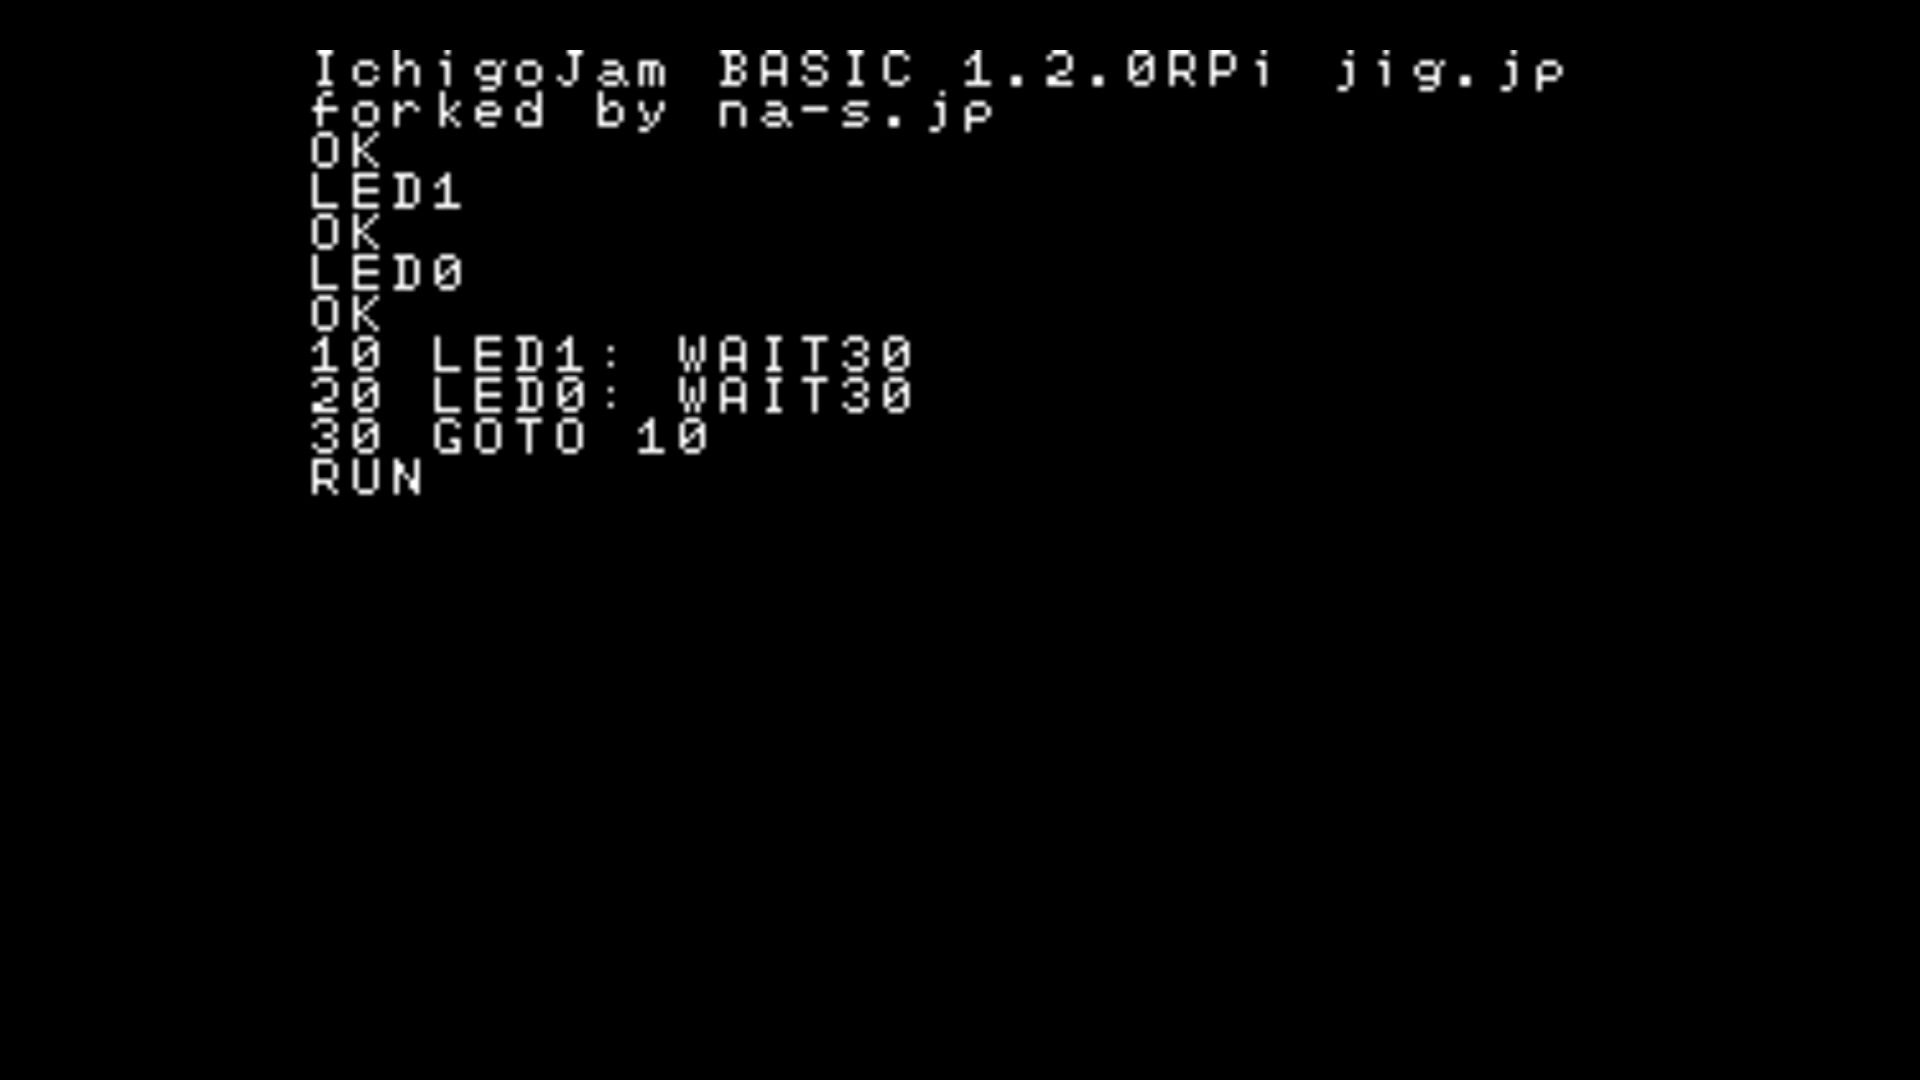 IchigoJam BASIC 1.2.0RPi jig.jp
forked by na-s.jp
OK
LED1
OK
LED0
OK
10 LED1: WAIT30
20 LED0: WAIT30
30 GOTO 10
RUN